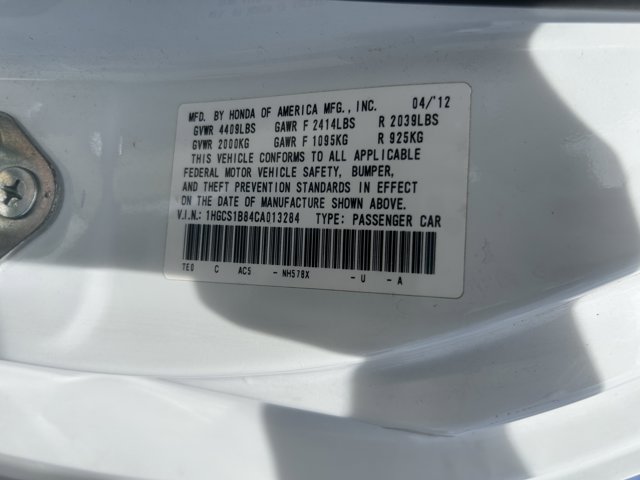 MFD. BY HONDA OF AMERICA MFG., INC. 04/'12
GVWR 4409LBS GAWR F 2414LBS R 2039LBS
GVWR 2000KG GAWR F 1095KG R 925KG
THIS VEHICLE CONFORMS TO ALL APPLICABLE
FEDERAL MOTOR VEHICLE SAFETY, BUMPER,
AND THEFT PREVENTION STANDARDS IN EFFECT
ON THE DATE OF MANUFACTURE SHOWN ABOVE.
V.I.N.: 1HGCS1B84CA013284 TYPE: PASSENGER CAR
TE0 C AC5 - NH578X - U - A